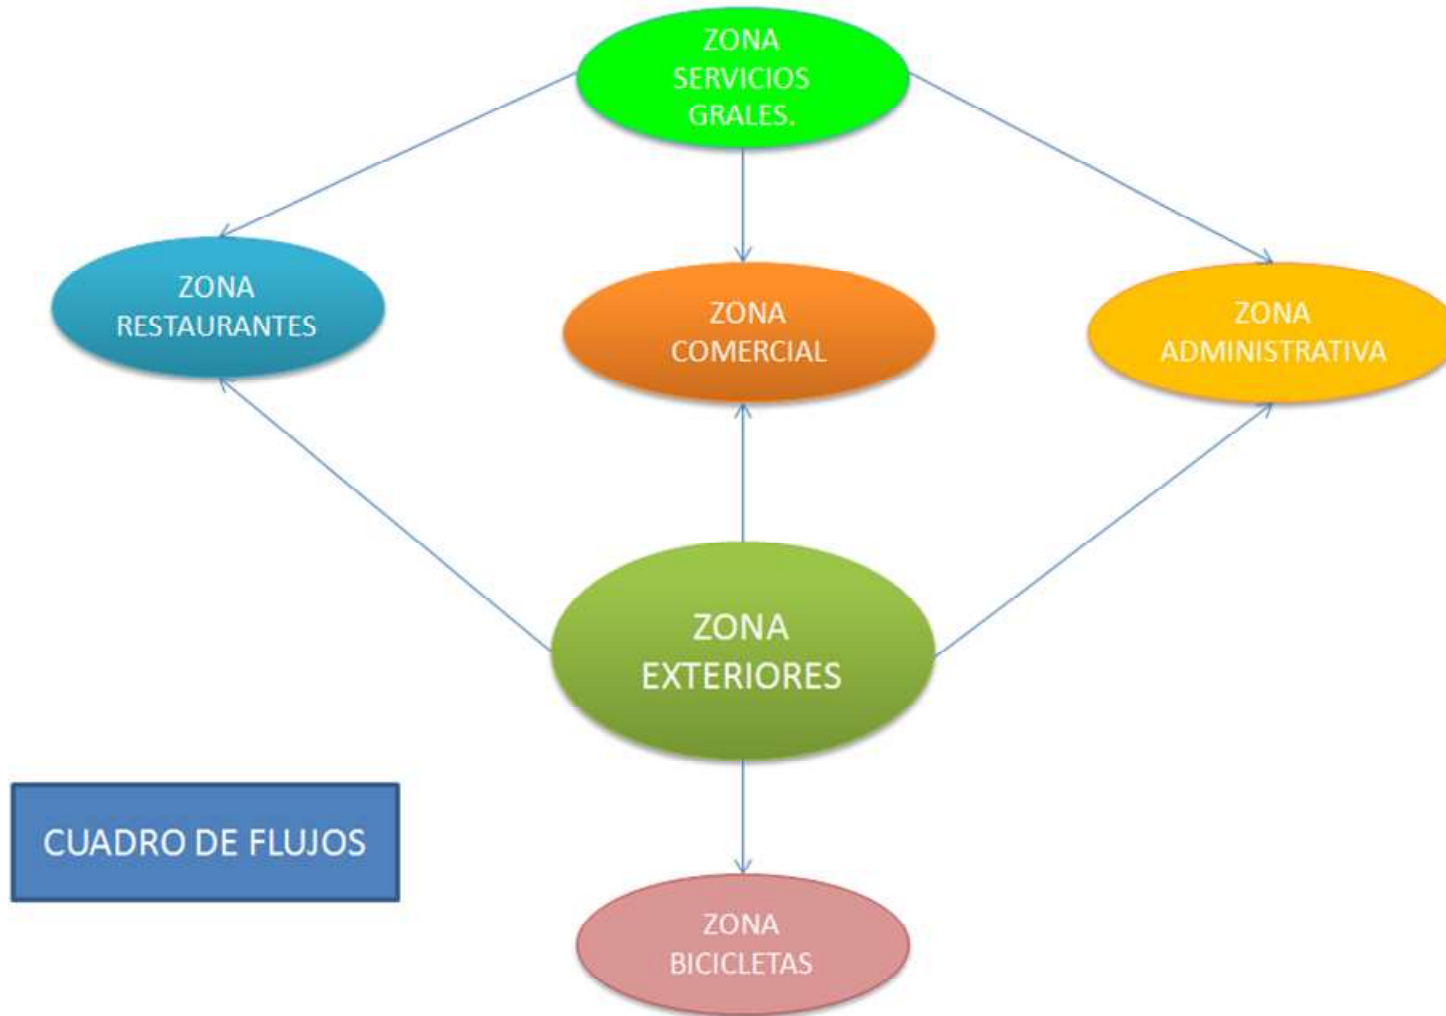 ZONA
SERVICIOS
GRALES.
ZONA
RESTAURANTES
ZONA
COMERCIAL
ZONA
ADMINISTRATIVA
ZONA
EXTERIORES
CUADRO DE FLUJOS
ZONA
BICICLETAS